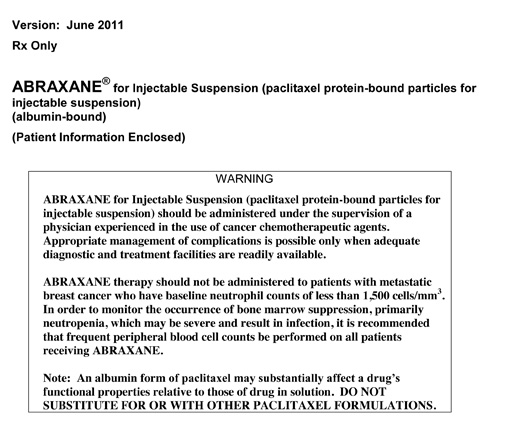 Version:  June 2011
Rx Only
ABRAXANE® for Injectable Suspension (paclitaxel protein-bound particles for
injectable suspension)
(albumin-bound)
(Patient Information Enclosed)
WARNING
ABRAXANE for Injectable Suspension (paclitaxel protein-bound particles for
injectable suspension) should be administered under the supervision of a
physician experienced in the use of cancer chemotherapeutic agents.
Appropriate management of complications is possible only when adequate
diagnostic and treatment facilities are readily available.
ABRAXANE therapy should not be administered to patients with metastatic
breast cancer who have baseline neutrophil counts of less than 1,500 cells/mm³.
In order to monitor the occurrence of bone marrow suppression, primarily
neutropenia, which may be severe and result in infection, it is recommended
that frequent peripheral blood cell counts be performed on all patients
receiving ABRAXANE.
Note:  An albumin form of paclitaxel may substantially affect a drug's
functional properties relative to those of drug in solution.  DO NOT
SUBSTITUTE FOR OR WITH OTHER PACLITAXEL FORMULATIONS.